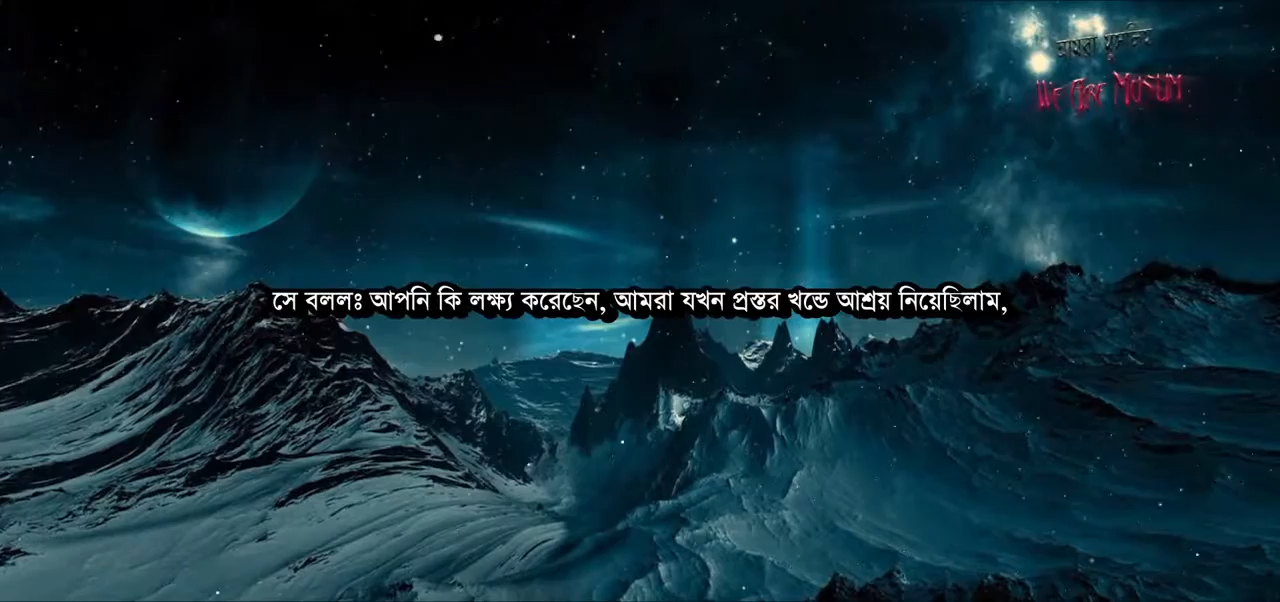 আমরা মুসলিম
WE ARE MUSLIM
সে বললঃ আপনি কি লক্ষ্য করেছেন, আমরা যখন প্রস্তর খন্ডে আশ্রয় নিয়েছিলাম,